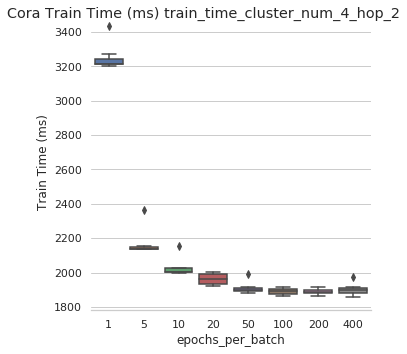 Cora Train Time (ms) train_time_cluster_num_4_hop_2
3400
3200
3000
2800
2600
2400
2200
2000
1800
Train Time (ms)
1 5 10 20 50 100 200 400
epochs_per_batch